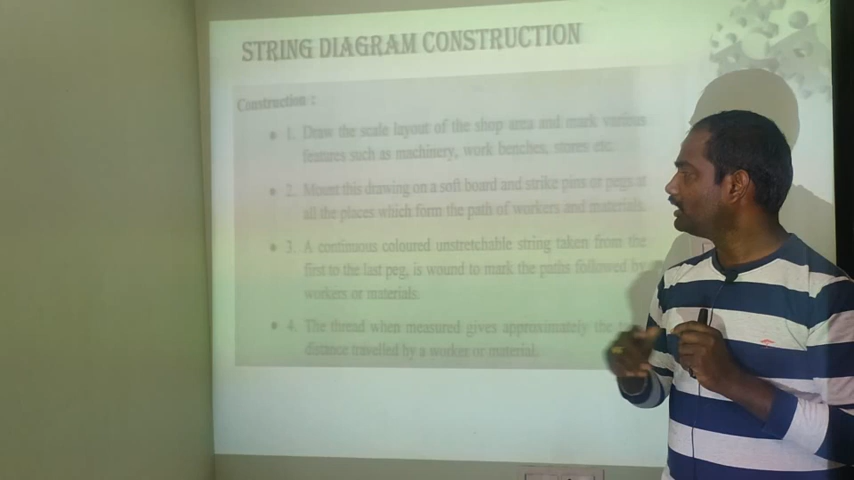 STRING DIAGRAM CONSTRUCTION
Construction :
• 1. Draw the scale layout of the shop area and mark various
features such as machinery, work benches, stores etc.
• 2. Mount this drawing on a soft board and strike pins or pegs at
all the places which form the path of workers and materials.
• 3. A continuous coloured unstretchable string taken from the
first to the last peg, is wound to mark the paths followed by
workers or materials.
• 4. The thread when measured gives approximately the
distance travelled by a worker or material.